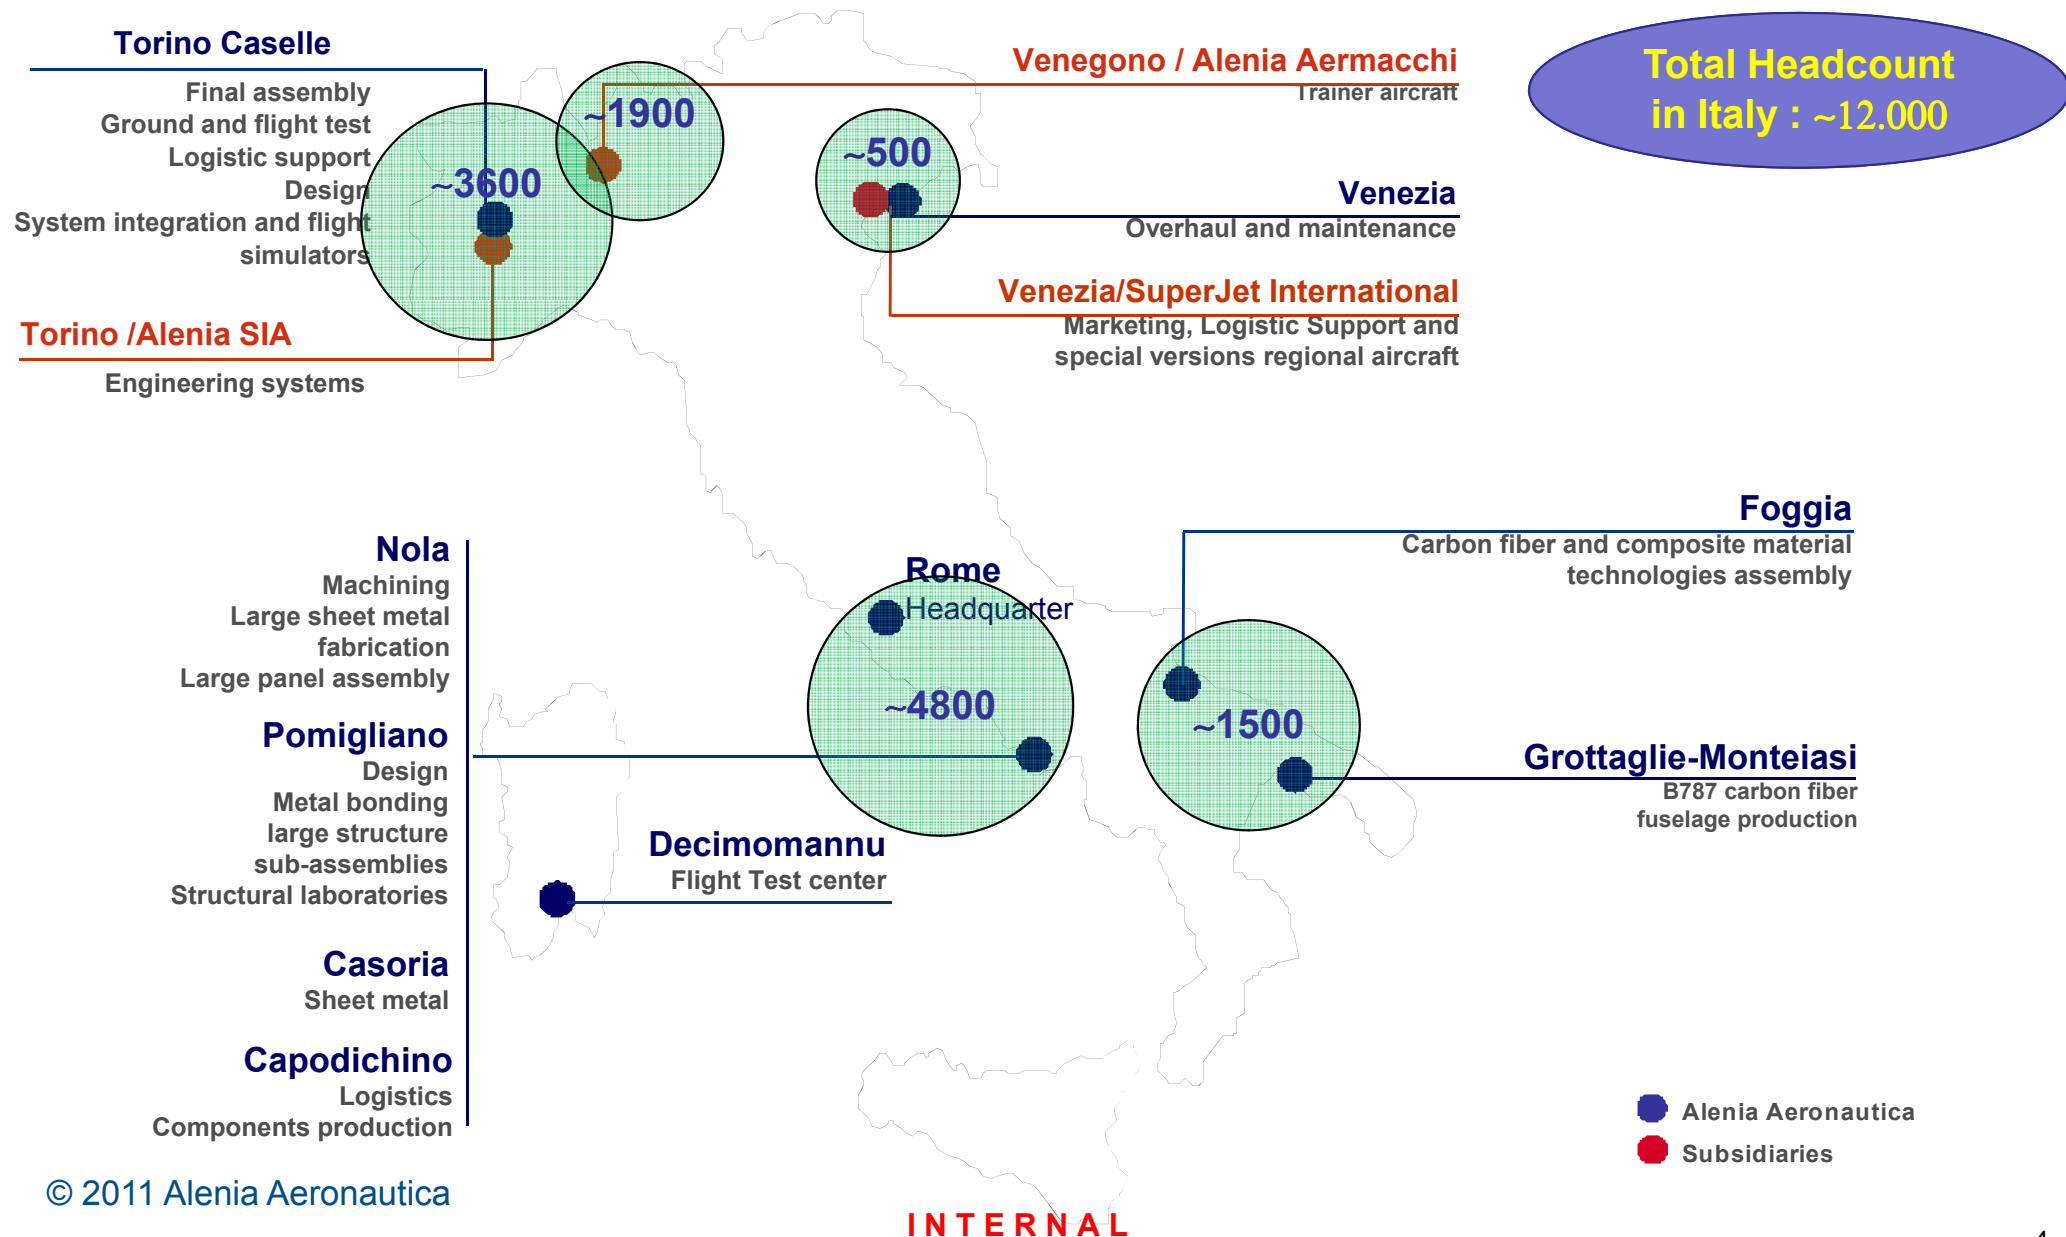 Torino Caselle
Final assembly
Ground and flight test
Logistic support
Design
System integration and flight
simulators
~3600
Torino /Alenia SIA
Engineering systems
~1900
Venegono / Alenia Aermacchi
Trainer aircraft
~500
Venezia
Overhaul and maintenance
Venezia/SuperJet International
Marketing, Logistic Support and
special versions regional aircraft
Total Headcount
in Italy : ~12.000
Nola
Machining
Large sheet metal
fabrication
Large panel assembly
Pomigliano
Design
Metal bonding
large structure
sub-assemblies
Structural laboratories
Casoria
Sheet metal
Capodichino
Logistics
Components production
Rome
Headquarter
~4800
Decimomannu
Flight Test center
Foggia
Carbon fiber and composite material
technologies assembly
~1500
Grottaglie-Monteiasi
B787 carbon fiber
fuselage production
Alenia Aeronautica
Subsidiaries
© 2011 Alenia Aeronautica
INTERNAL